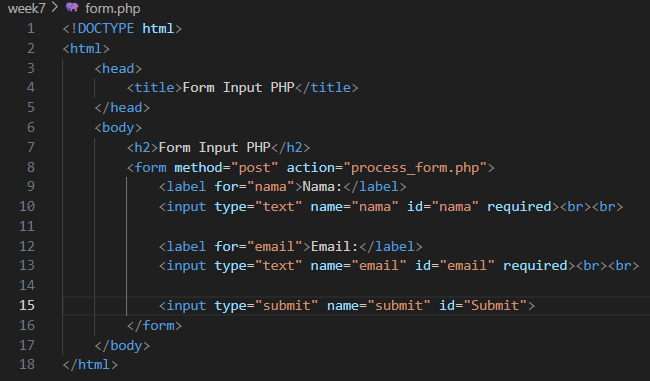 week7 > form.php
1 <!DOCTYPE html>
2 <html>
3     <head>
4         <title>Form Input PHP</title>
5     </head>
6     <body>
7         <h2>Form Input PHP</h2>
8         <form method="post" action="process_form.php">
9             <label for="nama">Nama:</label>
10             <input type="text" name="nama" id="nama" required><br><br>
11
12             <label for="email">Email:</label>
13             <input type="text" name="email" id="email" required><br><br>
14
15             <input type="submit" name="submit" id="Submit">
16         </form>
17     </body>
18 </html>